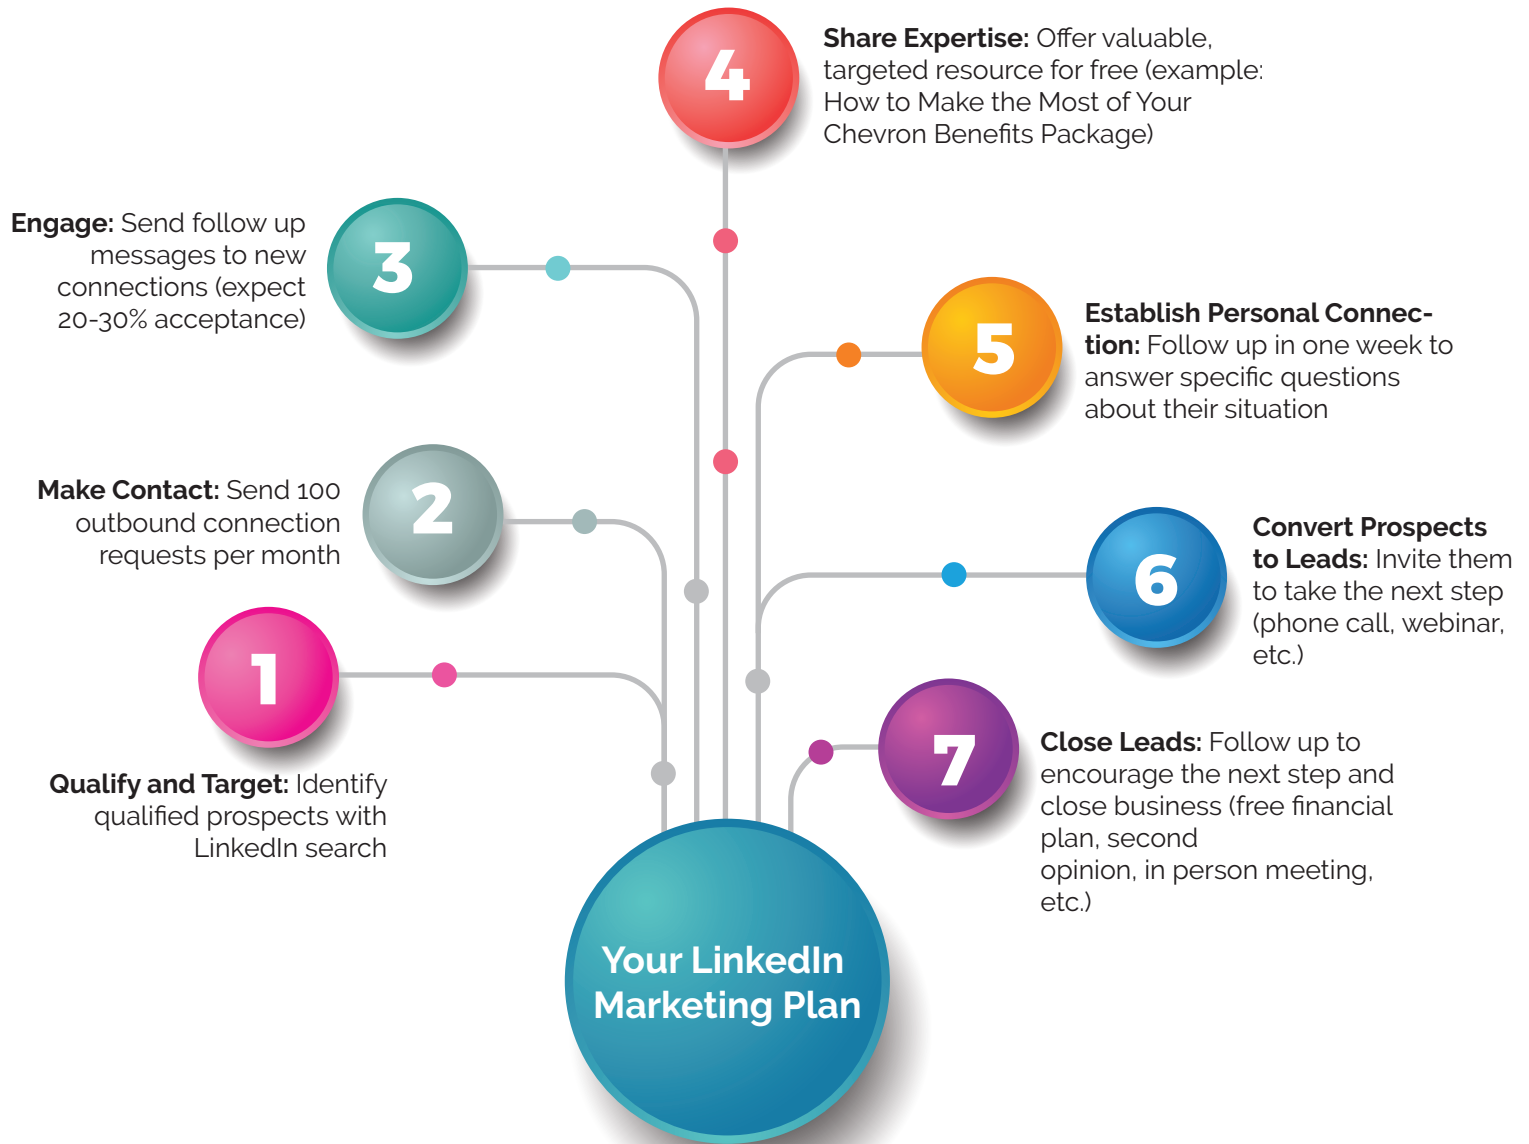 1
Qualify and Target: Identify
qualified prospects with
LinkedIn search
2
Make Contact: Send 100
outbound connection
requests per month
3
Engage: Send follow up
messages to new
connections (expect
20-30% acceptance)
4
Share Expertise: Offer valuable,
targeted resource for free (example:
How to Make the Most of Your
Chevron Benefits Package)
5
Establish Personal Connec-
tion: Follow up in one week to
answer specific questions
about their situation
6
Convert Prospects
to Leads: Invite them
to take the next step
(phone call, webinar,
etc.)
7
Close Leads: Follow up to
encourage the next step and
close business (free financial
plan, second
opinion, in person meeting,
etc.)
Your LinkedIn
Marketing Plan